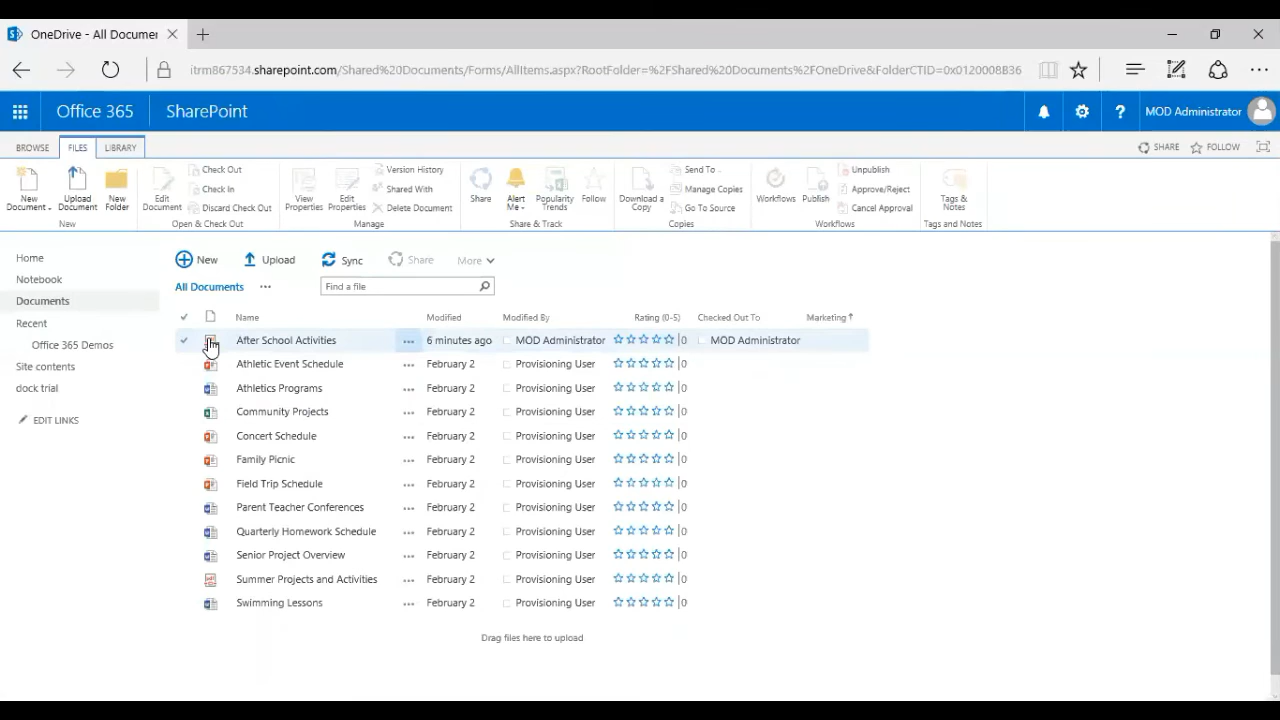 OneDrive - All Documer
itrm867534.sharepoint.com/Shared%20Documents/Forms/AllItems.aspx?RootFolder=%2FShared%20Documents%2FOneDrive&FolderCTID=0x0120008B36
Office 365 SharePoint ? MOD Administrator
BROWSE FILES LIBRARY SHARE FOLLOW
New Document Upload Document New Folder
New
Edit Document Check Out Check In Discard Check Out
Open & Check Out
View Properties Edit Properties Version History Shared With Delete Document
Manage
Share Alert Me Popularity Trends Follow
Share & Track
Download a Copy Send To Manage Copies Go To Source
Copies
Workflows Publish Unpublish Approve/Reject Cancel Approval
Workflows
Tags & Notes
Tags and Notes
Home
Notebook
Documents
Recent
Office 365 Demos
Site contents
dock trial
EDIT LINKS
New Upload Sync Share More
All Documents ... Find a file
Name Modified Modified By Rating (0-5) Checked Out To Marketing
After School Activities ... 6 minutes ago MOD Administrator 0 MOD Administrator
Athletic Event Schedule ... February 2 Provisioning User 0
Athletics Programs ... February 2 Provisioning User 0
Community Projects ... February 2 Provisioning User 0
Concert Schedule ... February 2 Provisioning User 0
Family Picnic ... February 2 Provisioning User 0
Field Trip Schedule ... February 2 Provisioning User 0
Parent Teacher Conferences ... February 2 Provisioning User 0
Quarterly Homework Schedule ... February 2 Provisioning User 0
Senior Project Overview ... February 2 Provisioning User 0
Summer Projects and Activities ... February 2 Provisioning User 0
Swimming Lessons ... February 2 Provisioning User 0
Drag files here to upload